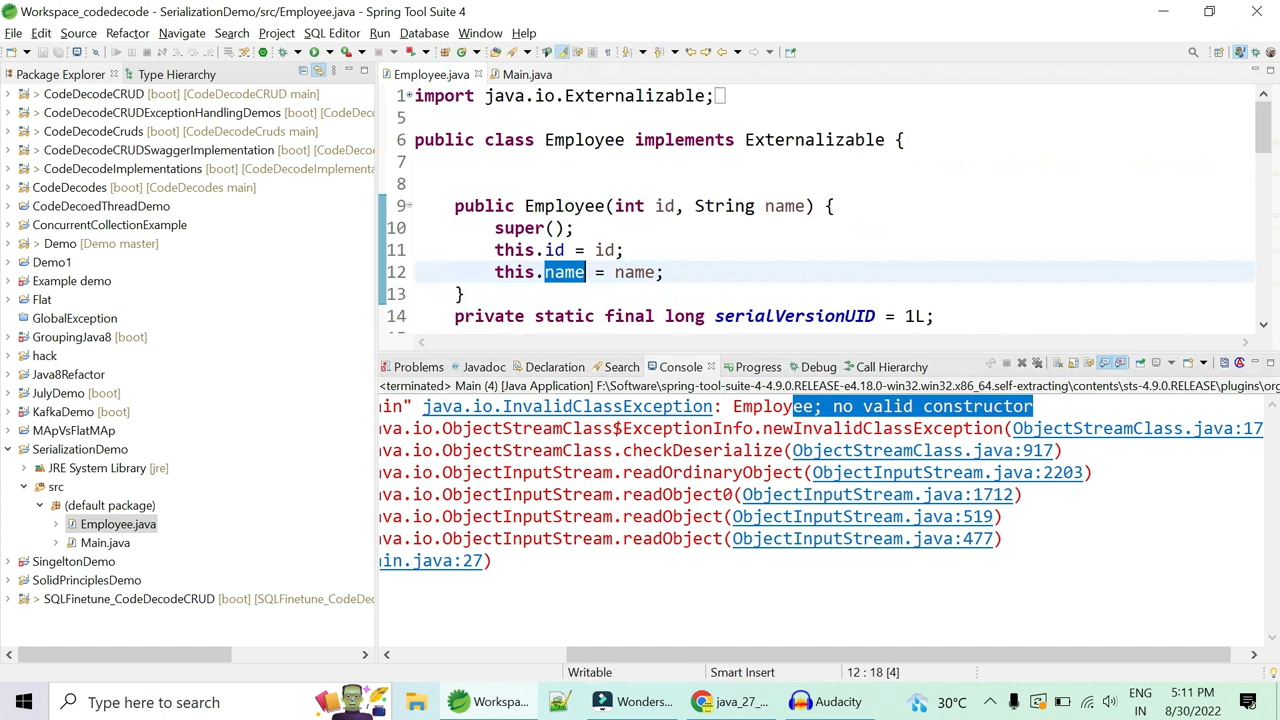 Workspace_codedecode - SerializationDemo/src/Employee.java - Spring Tool Suite 4
File Edit Source Refactor Navigate Search Project SQL Editor Run Database Window Help
Package Explorer Type Hierarchy
> CodeDecodeCRUD [boot] [CodeDecodeCRUD main]
> CodeDecodeCRUDExceptionHandlingDemos [boot] [CodeDeco
> CodeDecodeCruds [boot] [CodeDecodeCruds main]
> CodeDecodeCRUDSwaggerImplementation [boot] [CodeDeco
> CodeDecodeImplementations [boot] [CodeDecodeImplementa
CodeDecodes [boot] [CodeDecodes main]
CodeDecoedThreadDemo
ConcurrentCollectionExample
> Demo [Demo master]
Demo1
Example demo
Flat
GlobalException
GroupingJava8 [boot]
hack
Java8Refactor
JulyDemo [boot]
KafkaDemo [boot]
MApVsFlatMAp
SerializationDemo
JRE System Library [jre]
src
(default package)
Employee.java
Main.java
SingeltonDemo
SolidPrinciplesDemo
> SQLFinetune_CodeDecodeCRUD [boot] [SQLFinetune_CodeDec
Employee.java Main.java
1 import java.io.Externalizable;
5
6 public class Employee implements Externalizable {
7
8
9 public Employee(int id, String name) {
10 super();
11 this.id = id;
12 this.name = name;
13 }
14 private static final long serialVersionUID = 1L;
Problems Javadoc Declaration Search Console Progress Debug Call Hierarchy
<terminated> Main (4) [Java Application] F:\Software\spring-tool-suite-4-4.9.0.RELEASE-e4.18.0-win32.win32.x86_64.self-extracting\contents\sts-4.9.0.RELEASE\plugins\orc
in" java.io.InvalidClassException: Employee; no valid constructor
va.io.ObjectStreamClass$ExceptionInfo.newInvalidClassException(ObjectStreamClass.java:17
va.io.ObjectStreamClass.checkDeserialize(ObjectStreamClass.java:917)
va.io.ObjectInputStream.readOrdinaryObject(ObjectInputStream.java:2203)
va.io.ObjectInputStream.readObject0(ObjectInputStream.java:1712)
va.io.ObjectInputStream.readObject(ObjectInputStream.java:519)
va.io.ObjectInputStream.readObject(ObjectInputStream.java:477)
in.java:27)
Writable Smart Insert 12 : 18 [4]
Type here to search Workspa... Wonders... java_27_... Audacity 30°C ENG IN 5:11 PM 8/30/2022